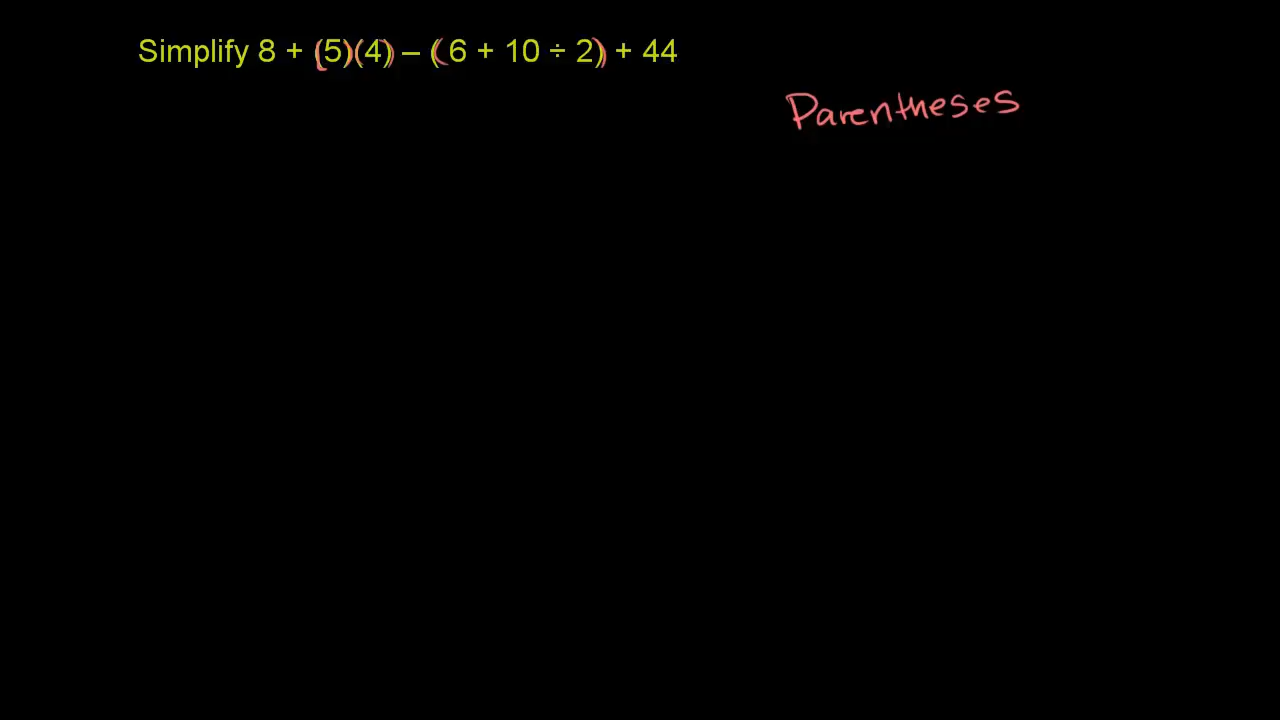 Simplify 8 + (5)(4) – (6 + 10 ÷ 2) + 44
Parentheses